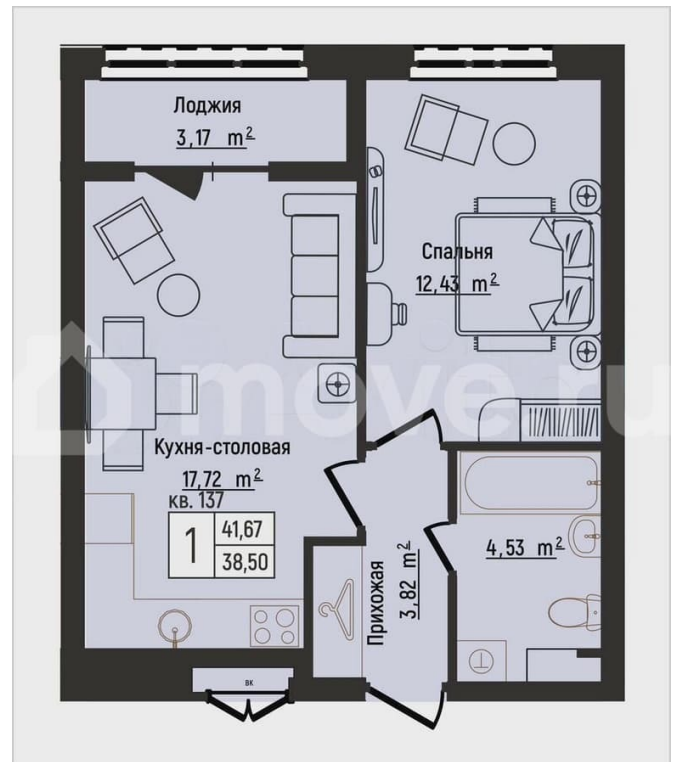 Лоджия
3,17 m²
Спальня
12,43 m²
Кухня-столовая
17,72 m²
кв. 137
1
41,67
38,50
Прихожая
3,82 m²
4,53 m²
вк
move.ru